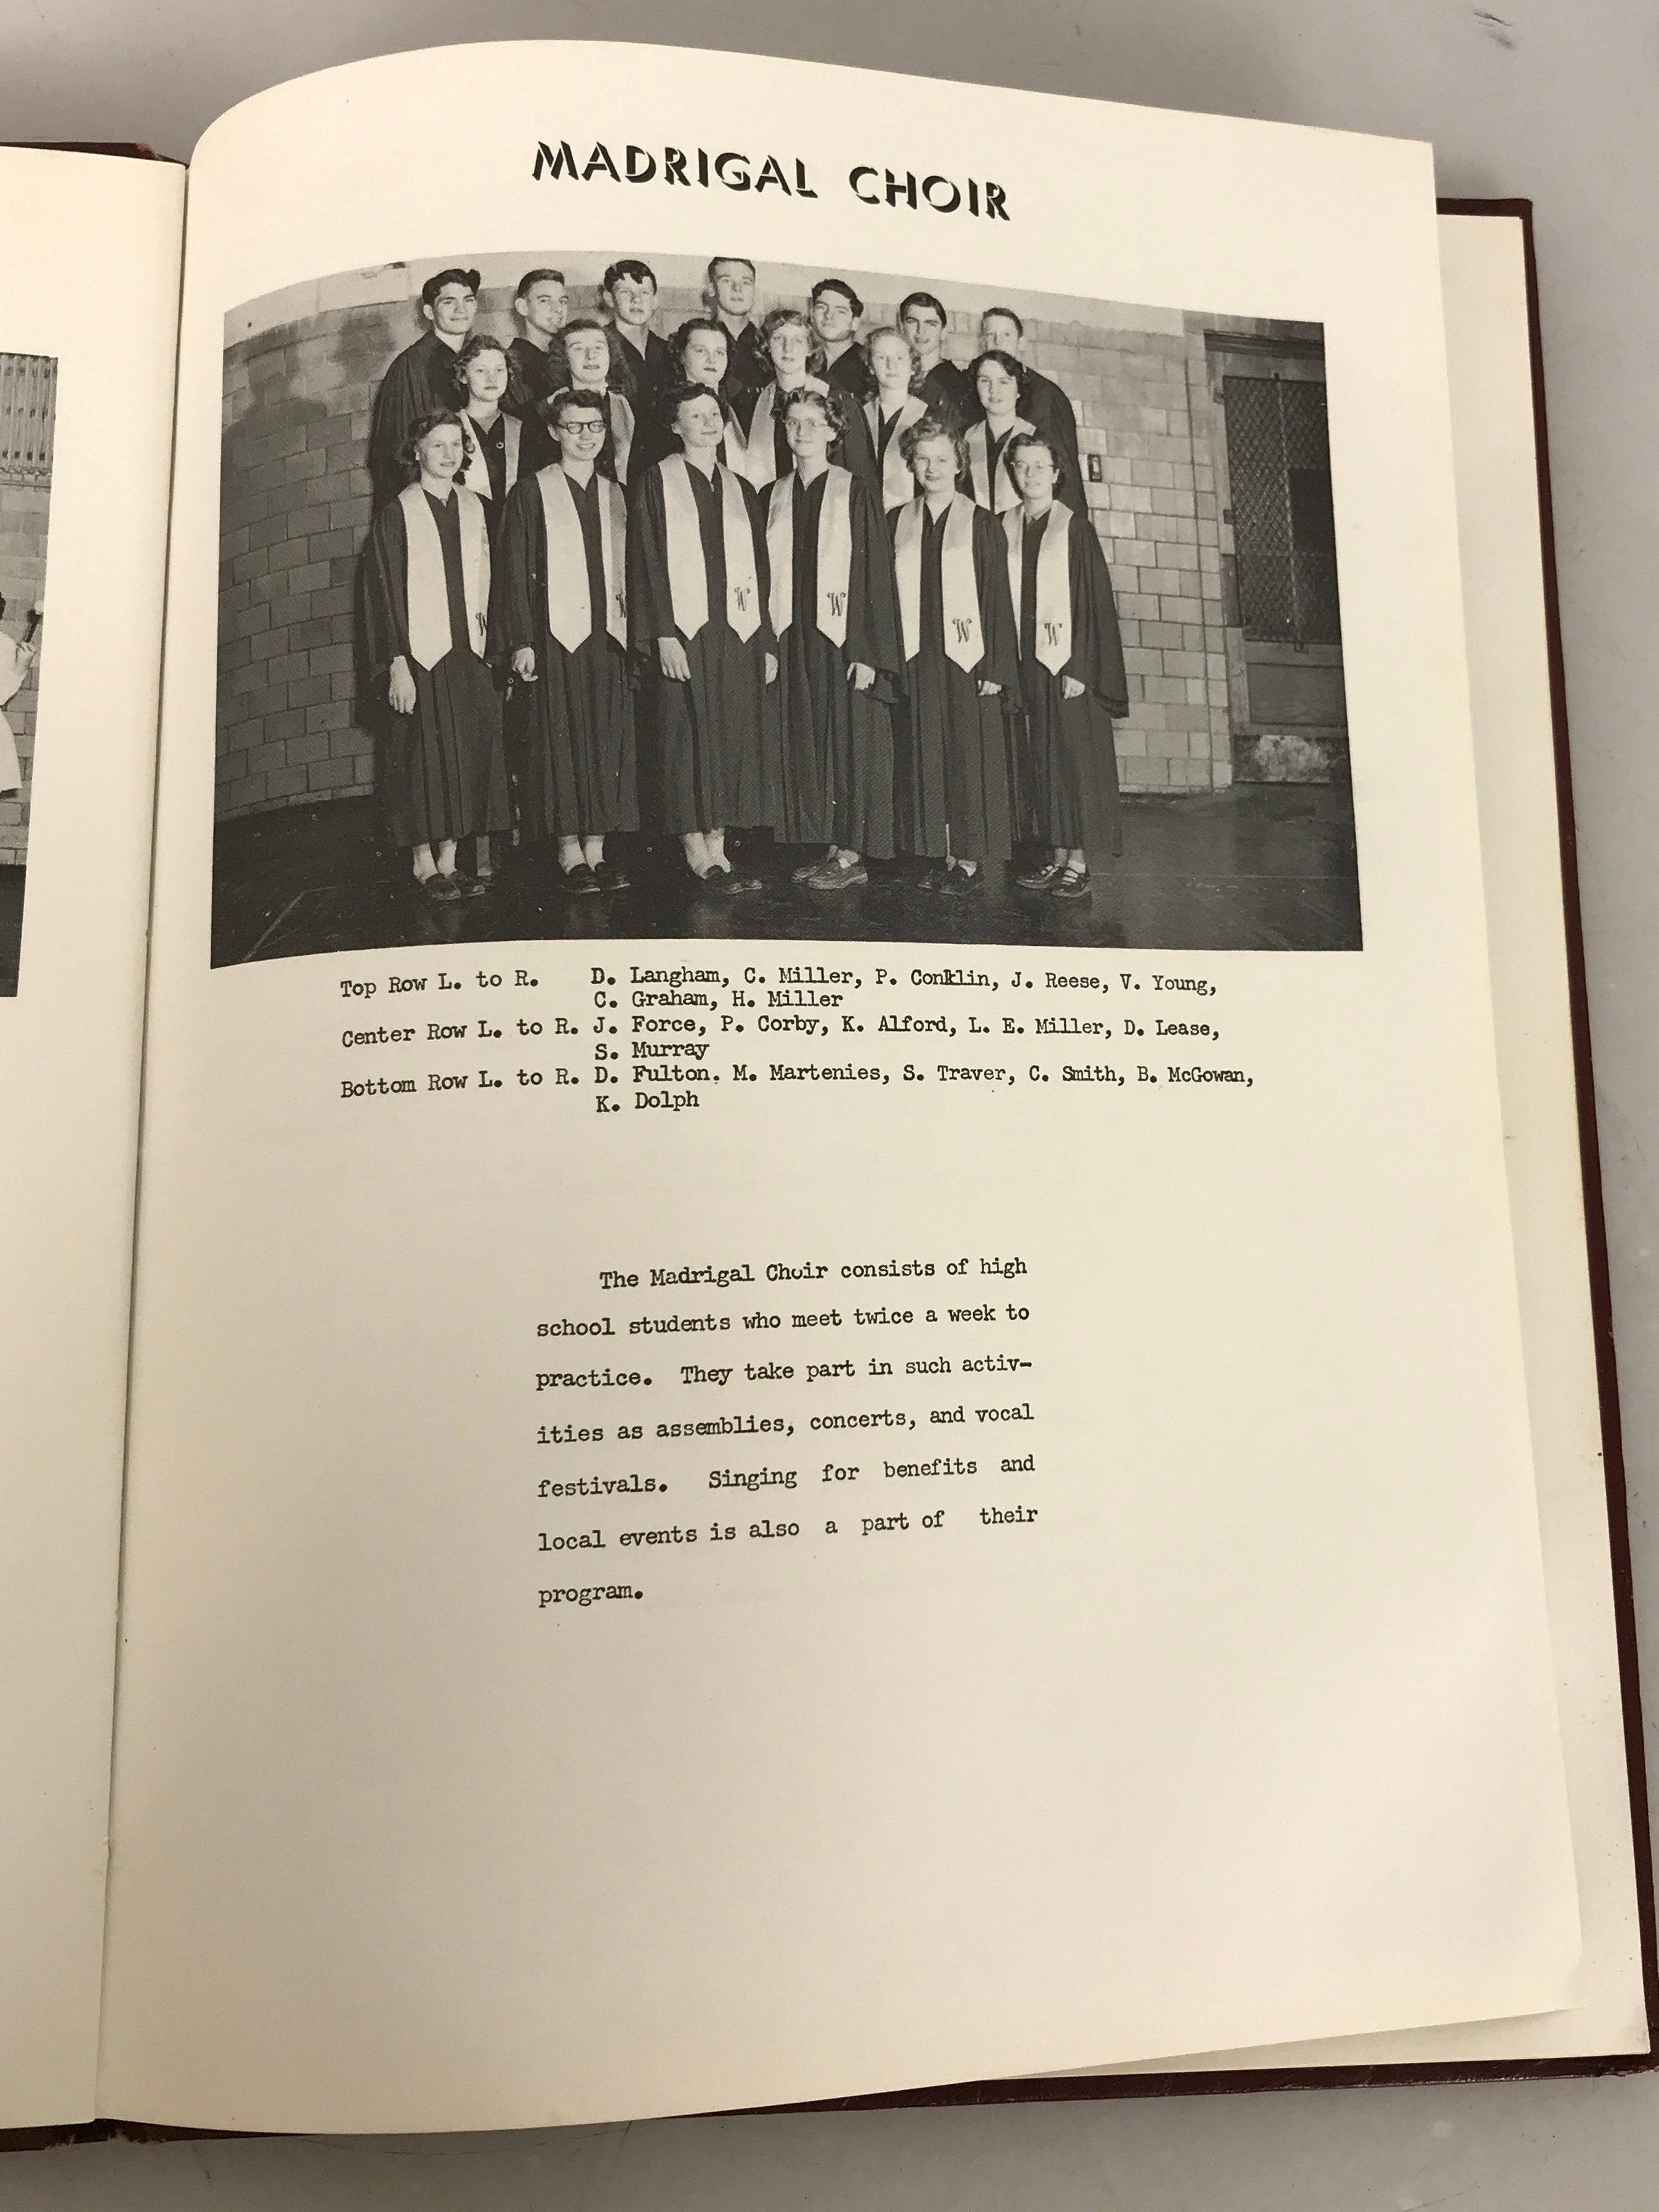 MADRIGAL CHOIR
W
W
W
W
W
W
Top Row L. to R. D. Langham, C. Miller, P. Conklin, J. Reese, V. Young,
C. Graham, H. Miller
Center Row L. to R. J. Force, P. Corby, K. Alford, L. E. Miller, D. Lease,
S. Murray
Bottom Row L. to R. D. Fulton. M. Martenies, S. Traver, C. Smith, B. McGowan,
K. Dolph
The Madrigal Choir consists of high
school students who meet twice a week to
practice. They take part in such activ-
ities as assemblies, concerts, and vocal
festivals. Singing for benefits and
local events is also a part of their
program.